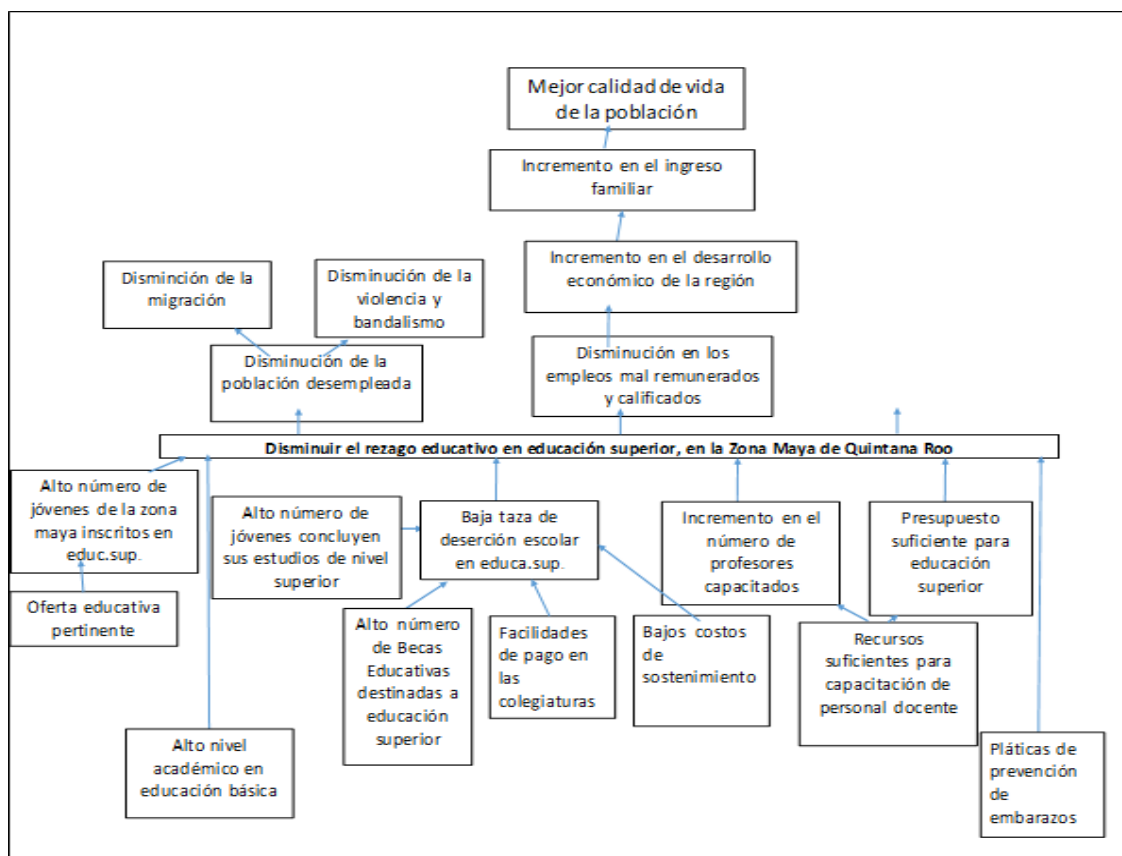 Mejor calidad de vida
de la población
Incremento en el ingreso
familiar
Incremento en el desarrollo
económico de la región
Disminción de la
migración
Disminución de la
violencia y
bandalismo
Disminución de la
población desempleada
Disminución en los
empleos mal remunerados
y calificados
Disminuir el rezago educativo en educación superior, en la Zona Maya de Quintana Roo
Alto número de
jóvenes de la zona
maya inscritos en
educ.sup.
Alto número de
jóvenes concluyen
sus estudios de nivel
superior
Baja taza de
deserción escolar
en educa.sup.
Incremento en el
número de
profesores
capacitados
Presupuesto
suficiente para
educación
superior
Oferta educativa
pertinente
Alto número
de Becas
Educativas
destinadas a
educación
superior
Facilidades
de pago en
las
colegiaturas
Bajos costos
de
sostenimiento
Recursos
suficientes para
capacitación de
personal docente
Alto nivel
académico en
educación básica
Pláticas de
prevención
de
embarazos